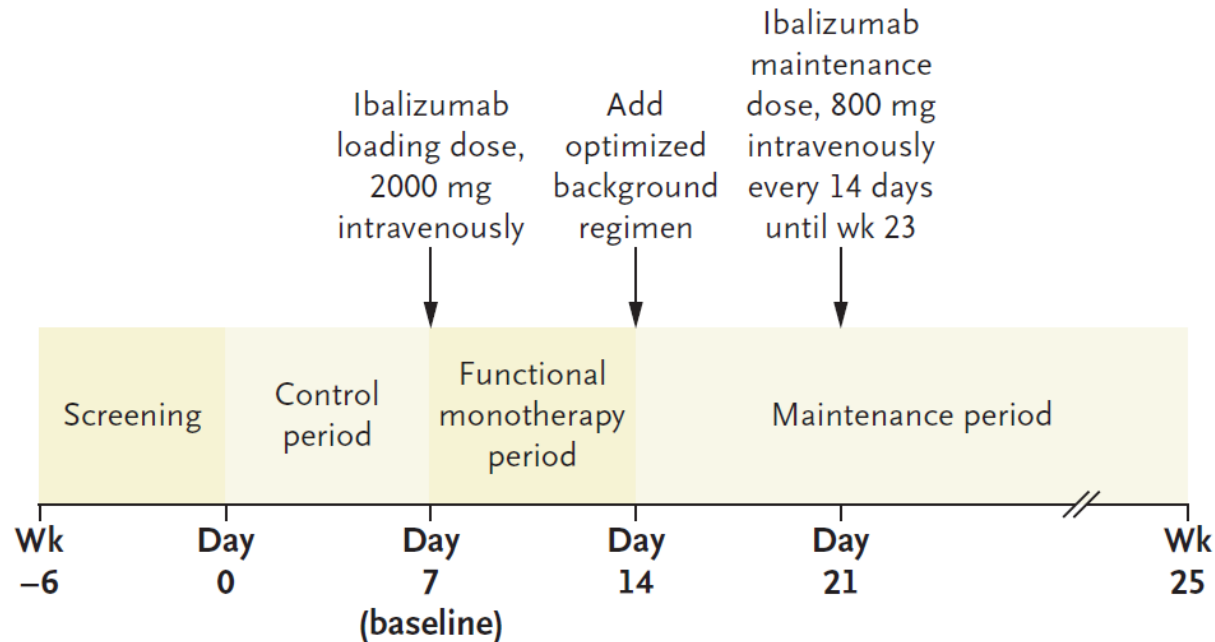 Ibalizumab
loading dose,
2000 mg
intravenously
Add
optimized
background
regimen
Ibalizumab
maintenance
dose, 800 mg
intravenously
every 14 days
until wk 23
Screening
Control
period
Functional
monotherapy
period
Maintenance period
Wk
–6
Day
0
Day
7
(baseline)
Day
14
Day
21
Wk
25